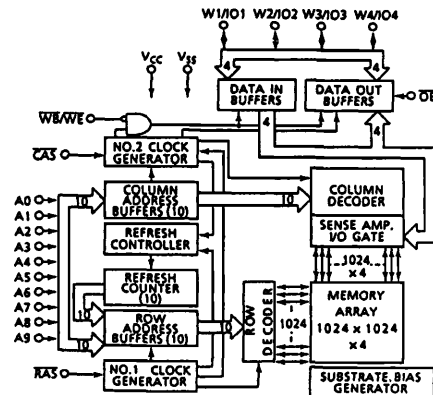 W1/IO1 W2/IO2 W3/IO3 W4/IO4
VCC VSS
4 4
DATA IN BUFFERS
DATA OUT BUFFERS
OE
4 4
WB/WE
CAS
NO.2 CLOCK GENERATOR
COLUMN ADDRESS BUFFERS (10)
10
10
COLUMN DECODER
SENSE AMP. I/O GATE
REFRESH CONTROLLER
REFRESH COUNTER (10)
10
ROW ADDRESS BUFFERS (10)
10
A0
A1
A2
A3
A4
A5
A6
A7
A8
A9
RAS
NO.1 CLOCK GENERATOR
ROW DECODER
1024
1024 ×4
MEMORY ARRAY 1024 × 1024 ×4
SUBSTRATE. BIAS GENERATOR